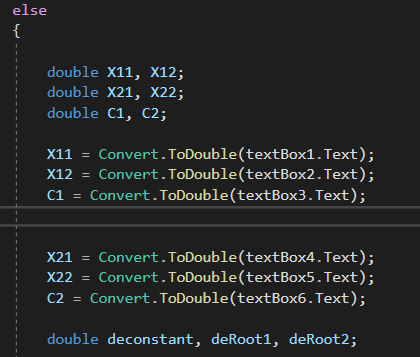 else
{
double X11, X12;
double X21, X22;
double C1, C2;
X11 = Convert.ToDouble(textBox1.Text);
X12 = Convert.ToDouble(textBox2.Text);
C1 = Convert.ToDouble(textBox3.Text);
X21 = Convert.ToDouble(textBox4.Text);
X22 = Convert.ToDouble(textBox5.Text);
C2 = Convert.ToDouble(textBox6.Text);
double deconstant, deRoot1, deRoot2;